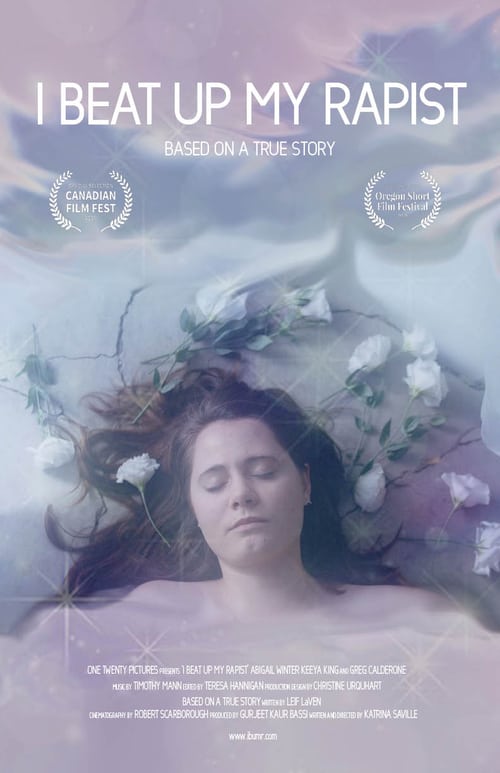 I BEAT UP MY RAPIST
BASED ON A TRUE STORY
OFFICIAL SELECTION
CANADIAN
FILM FEST
Oregon Short
Film Festival
ONE TWENTY PICTURES PRESENTS 'I BEAT UP MY RAPIST' ABIGAIL WINTER KEEYA KING AND GREG CALDERONE
MUSIC BY TIMOTHY MANN EDITED BY TERESA HANNIGAN PRODUCTION DESIGN BY CHRISTINE URQUHART
BASED ON A TRUE STORY WRITTEN BY LEIF LaVEN
CINEMATOGRAPHY BY ROBERT SCARBOROUGH PRODUCED BY GURJEET KAUR BASSI WRITTEN AND DIRECTED BY KATRINA SAVILLE
www.ibumr.com